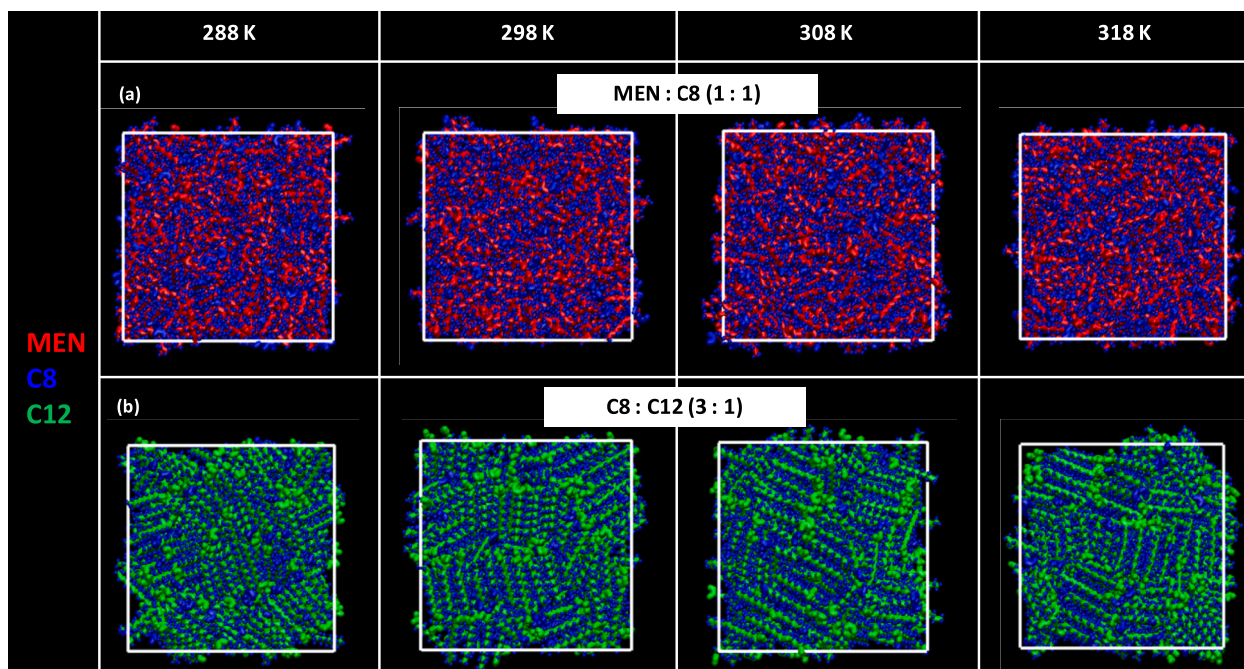 288 K
298 K
308 K
318 K
(a)
MEN : C8 (1 : 1)
MEN
C8
C12
(b)
C8 : C12 (3 : 1)